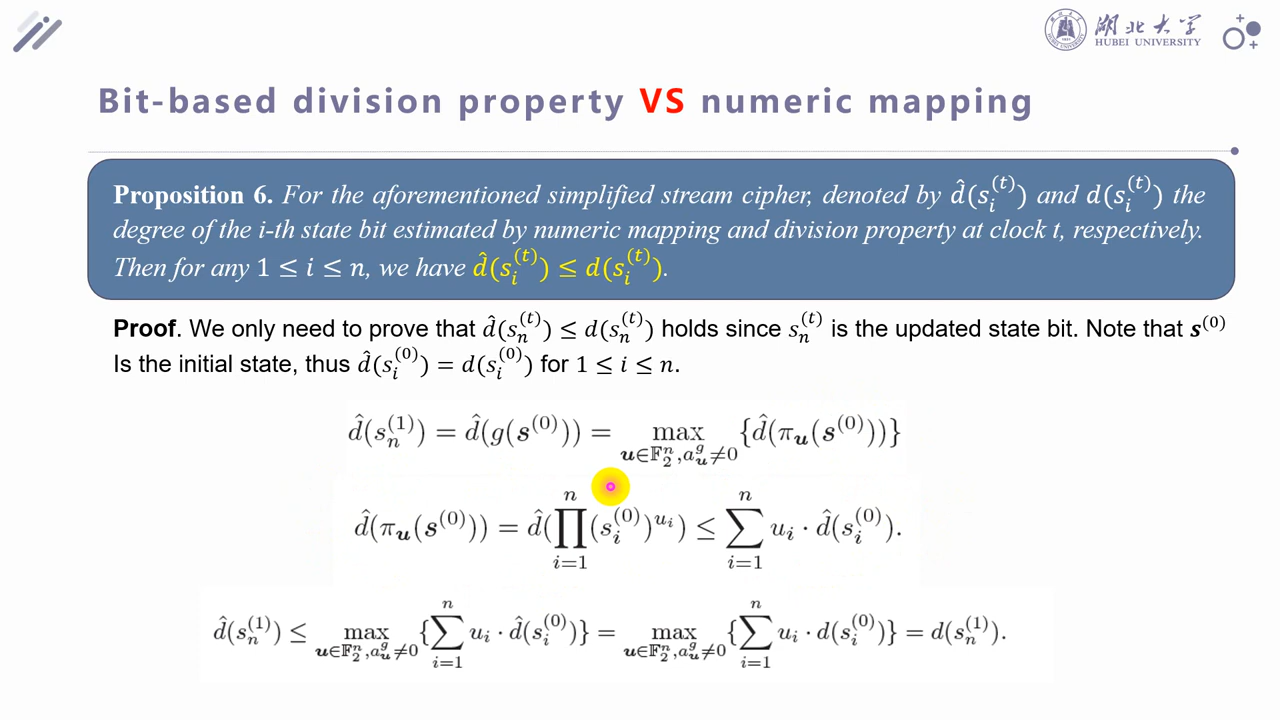 湖北大学
HUBEI UNIVERSITY
Bit-based division property VS numeric mapping
Proposition 6. For the aforementioned simplified stream cipher, denoted by d̂(s_i^(t)) and d(s_i^(t)) the
degree of the i-th state bit estimated by numeric mapping and division property at clock t, respectively.
Then for any 1 ≤ i ≤ n, we have d̂(s_i^(t)) ≤ d(s_i^(t)).
Proof. We only need to prove that d̂(s_n^(t)) ≤ d(s_n^(t)) holds since s_n^(t) is the updated state bit. Note that s^(0)
Is the initial state, thus d̂(s_i^(0)) = d(s_i^(0)) for 1 ≤ i ≤ n.
d̂(s_n^(1)) = d̂(g(s^(0))) = max_{u∈F_2^n, a_u^g≠0} {d̂(π_u(s^(0)))}
d̂(π_u(s^(0))) = d̂(∏_{i=1}^n (s_i^(0))^{u_i}) ≤ ∑_{i=1}^n u_i · d̂(s_i^(0)).
d̂(s_n^(1)) ≤ max_{u∈F_2^n, a_u^g≠0} {∑_{i=1}^n u_i · d̂(s_i^(0))} = max_{u∈F_2^n, a_u^g≠0} {∑_{i=1}^n u_i · d(s_i^(0))} = d(s_n^(1)).